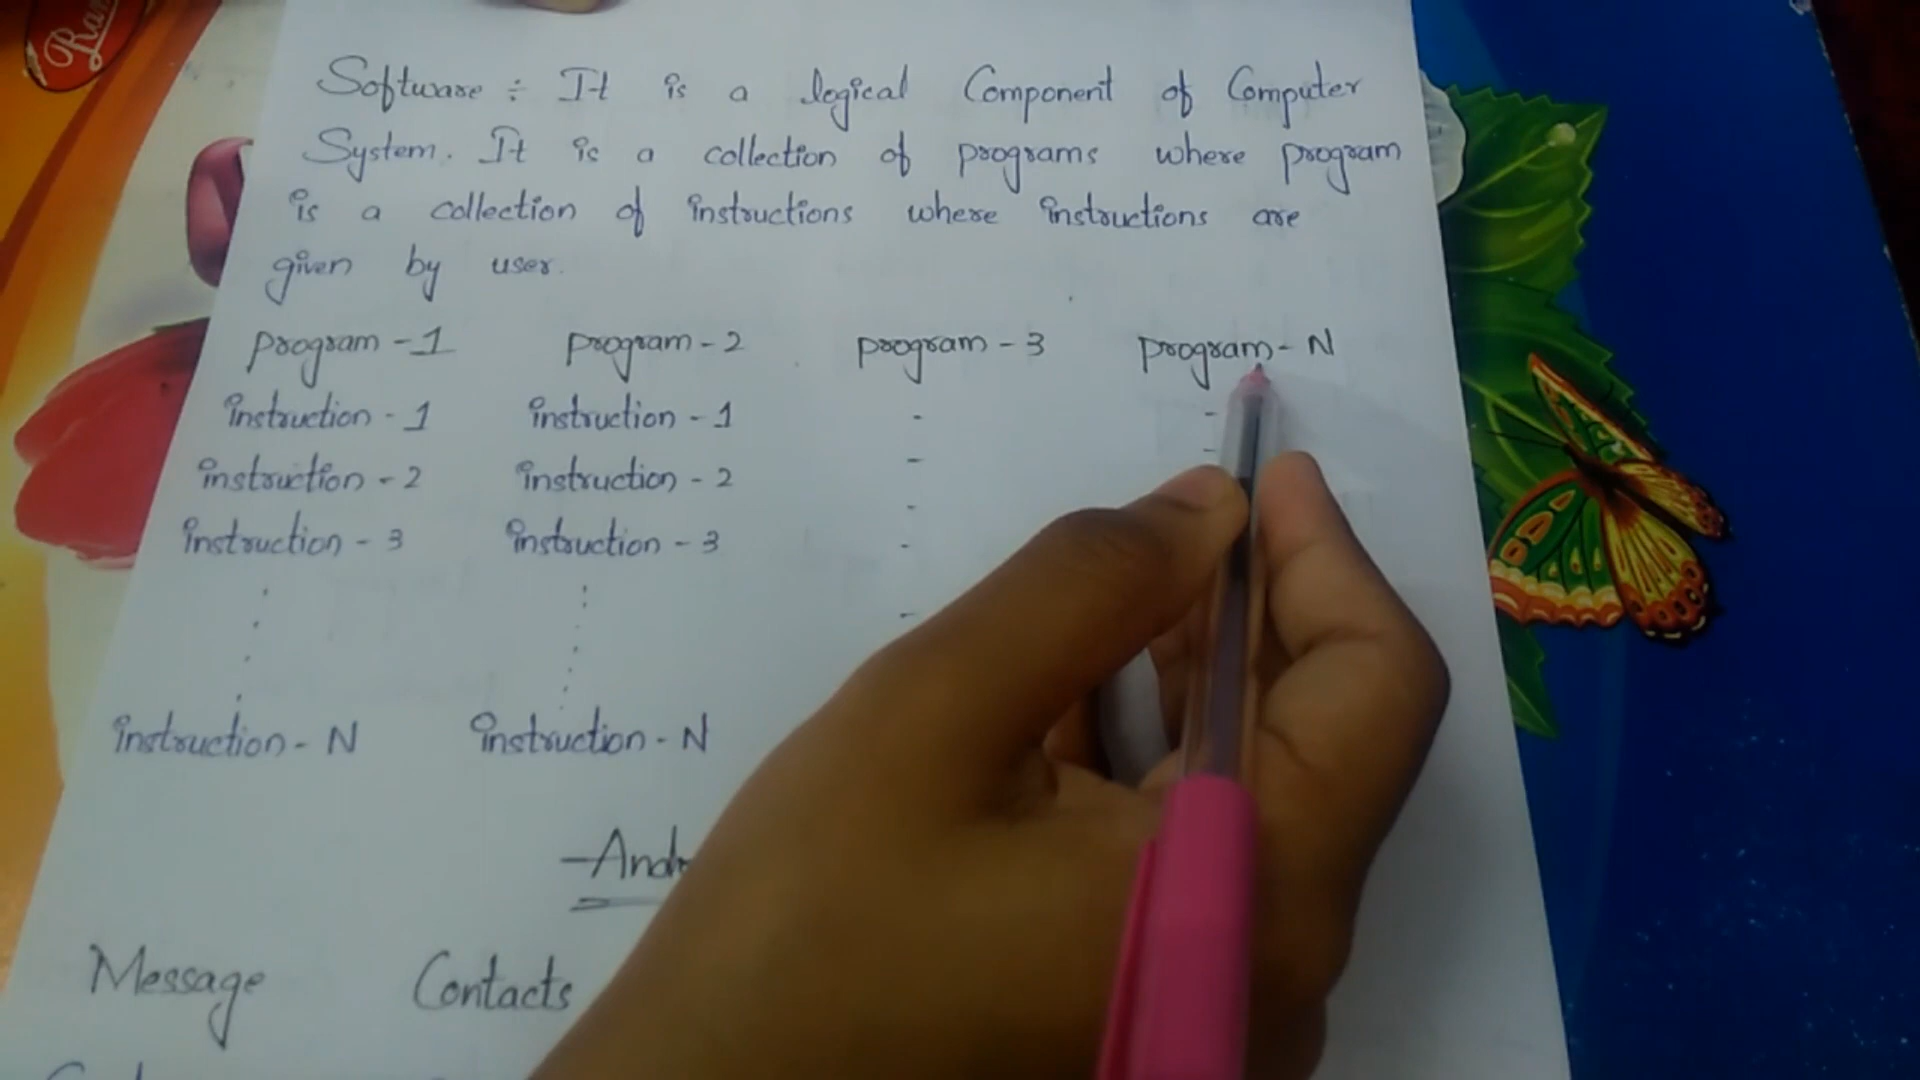 Software ÷ It is a logical Component of Computer
System. It is a collection of programs where program
is a collection of instructions where instructions are
given by user.
program - 1 program - 2 program - 3 program - N
instruction - 1 instruction - 1 - -
instruction - 2 instruction - 2 - -
instruction - 3 instruction - 3 -
instruction - N instruction - N
Message Contacts